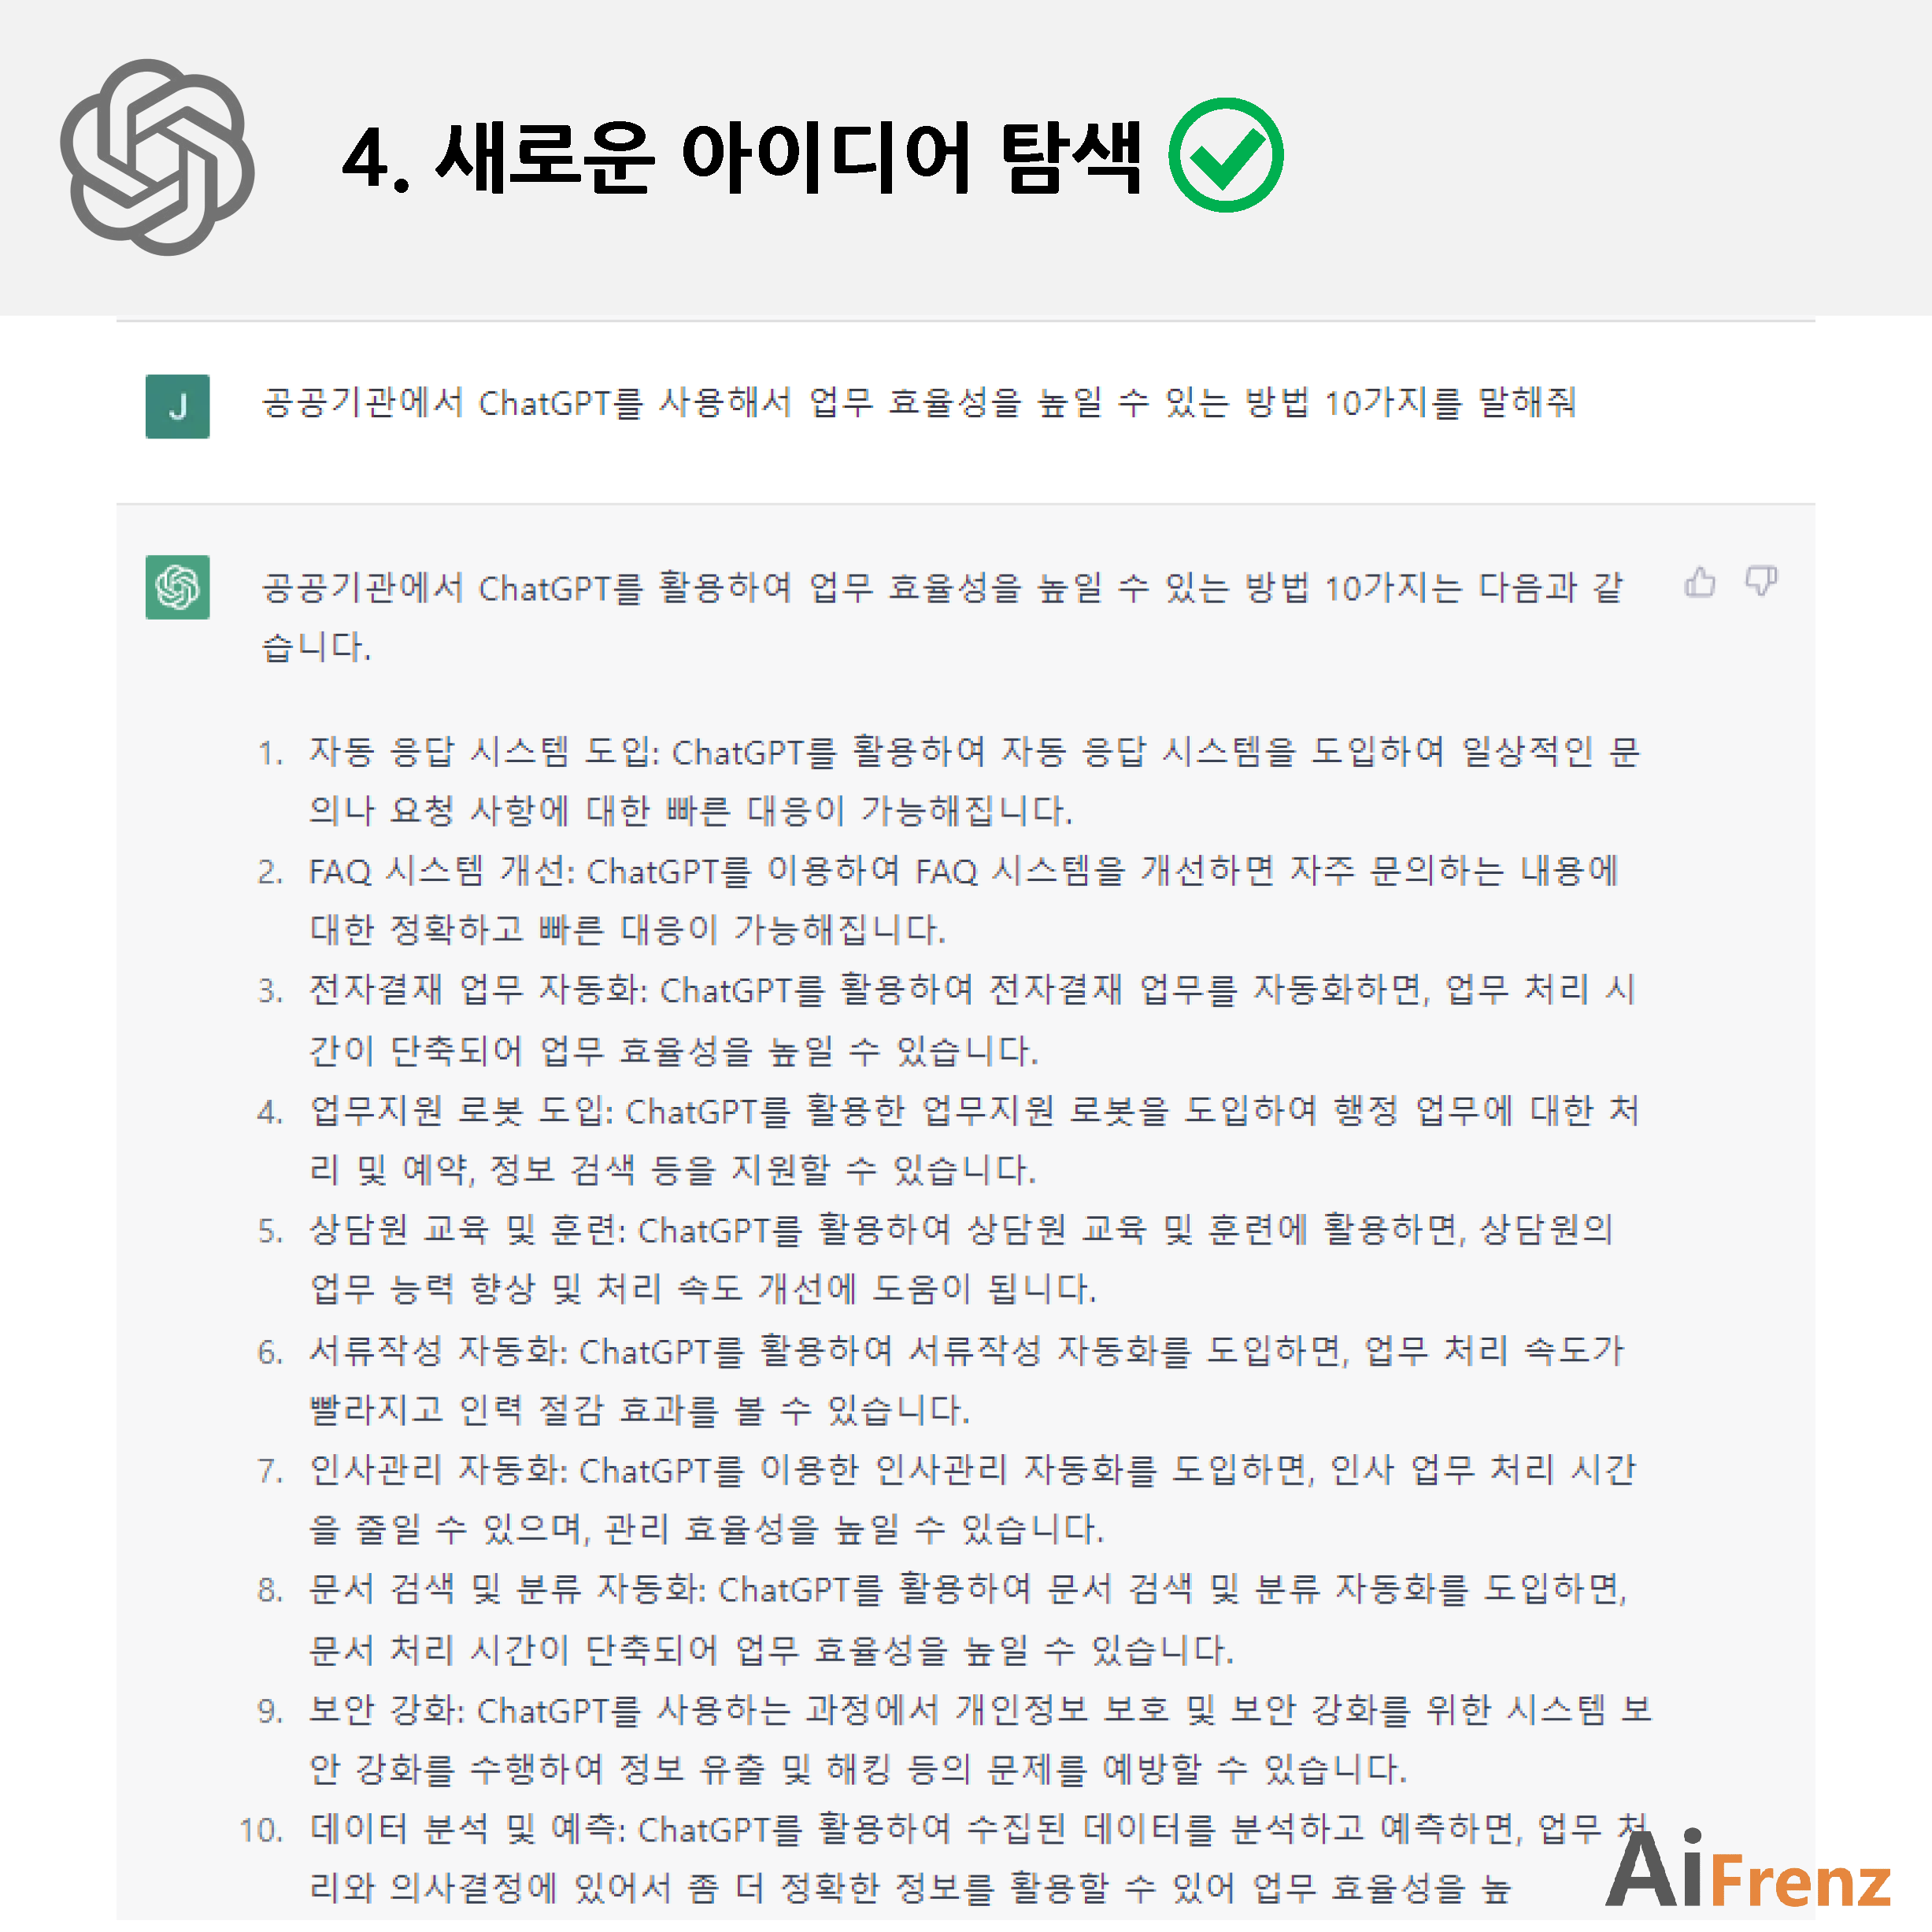 4. 새로운 아이디어 탐색
J
공공기관에서 ChatGPT를 사용해서 업무 효율성을 높일 수 있는 방법 10가지를 말해줘
공공기관에서 ChatGPT를 활용하여 업무 효율성을 높일 수 있는 방법 10가지는 다음과 같
습니다.
1. 자동 응답 시스템 도입: ChatGPT를 활용하여 자동 응답 시스템을 도입하여 일상적인 문
의나 요청 사항에 대한 빠른 대응이 가능해집니다.
2. FAQ 시스템 개선: ChatGPT를 이용하여 FAQ 시스템을 개선하면 자주 문의하는 내용에
대한 정확하고 빠른 대응이 가능해집니다.
3. 전자결재 업무 자동화: ChatGPT를 활용하여 전자결재 업무를 자동화하면, 업무 처리 시
간이 단축되어 업무 효율성을 높일 수 있습니다.
4. 업무지원 로봇 도입: ChatGPT를 활용한 업무지원 로봇을 도입하여 행정 업무에 대한 처
리 및 예약, 정보 검색 등을 지원할 수 있습니다.
5. 상담원 교육 및 훈련: ChatGPT를 활용하여 상담원 교육 및 훈련에 활용하면, 상담원의
업무 능력 향상 및 처리 속도 개선에 도움이 됩니다.
6. 서류작성 자동화: ChatGPT를 활용하여 서류작성 자동화를 도입하면, 업무 처리 속도가
빨라지고 인력 절감 효과를 볼 수 있습니다.
7. 인사관리 자동화: ChatGPT를 이용한 인사관리 자동화를 도입하면, 인사 업무 처리 시간
을 줄일 수 있으며, 관리 효율성을 높일 수 있습니다.
8. 문서 검색 및 분류 자동화: ChatGPT를 활용하여 문서 검색 및 분류 자동화를 도입하면,
문서 처리 시간이 단축되어 업무 효율성을 높일 수 있습니다.
9. 보안 강화: ChatGPT를 사용하는 과정에서 개인정보 보호 및 보안 강화를 위한 시스템 보
안 강화를 수행하여 정보 유출 및 해킹 등의 문제를 예방할 수 있습니다.
10. 데이터 분석 및 예측: ChatGPT를 활용하여 수집된 데이터를 분석하고 예측하면, 업무 처
리와 의사결정에 있어서 좀 더 정확한 정보를 활용할 수 있어 업무 효율성을 높
AiFrenz